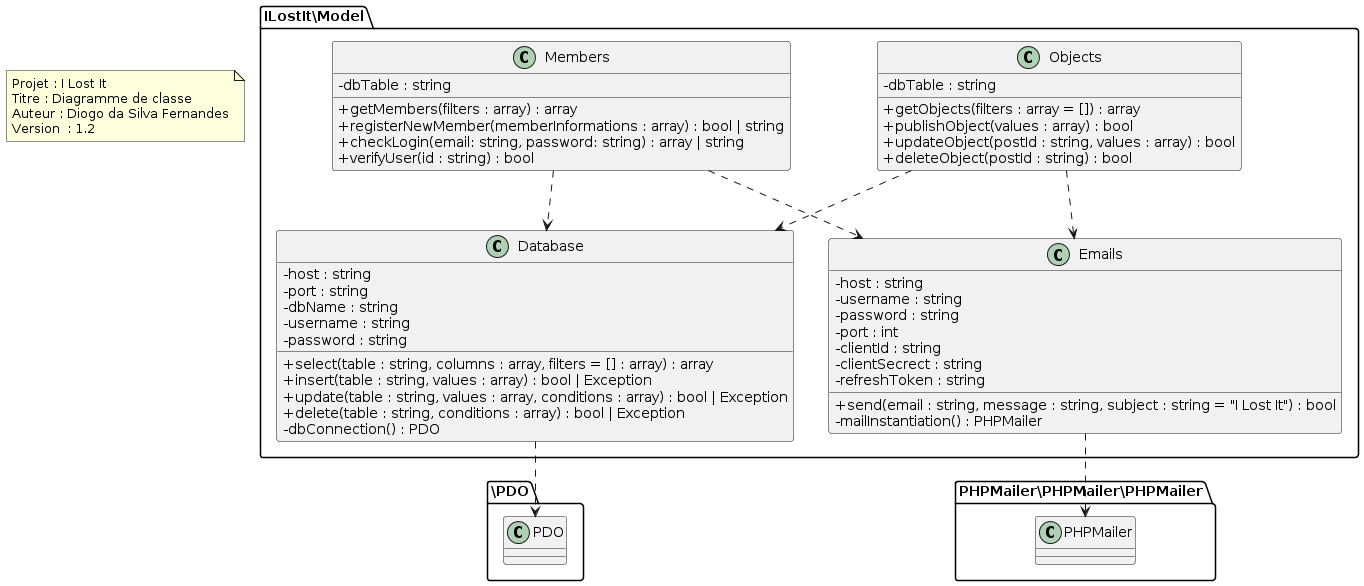 ILostIt\Model
Projet : I Lost It
Titre : Diagramme de classe
Auteur : Diogo da Silva Fernandes
Version : 1.2
C Members
-dbTable : string
+getMembers(filters : array) : array
+registerNewMember(memberInformations : array) : bool | string
+checkLogin(email: string, password: string) : array | string
+verifyUser(id : string) : bool
C Objects
-dbTable : string
+getObjects(filters : array = []) : array
+publishObject(values : array) : bool
+updateObject(postId : string, values : array) : bool
+deleteObject(postId : string) : bool
C Database
-host : string
-port : string
-dbName : string
-username : string
-password : string
+select(table : string, columns : array, filters = [] : array) : array
+insert(table : string, values : array) : bool | Exception
+update(table : string, values : array, conditions : array) : bool | Exception
+delete(table : string, conditions : array) : bool | Exception
-dbConnection() : PDO
C Emails
-host : string
-username : string
-password : string
-port : int
-clientId : string
-clientSecrect : string
-refreshToken : string
+send(email : string, message : string, subject : string = "I Lost It") : bool
-mailInstantiation() : PHPMailer
\PDO
C PDO
PHPMailer\PHPMailer\PHPMailer
C PHPMailer